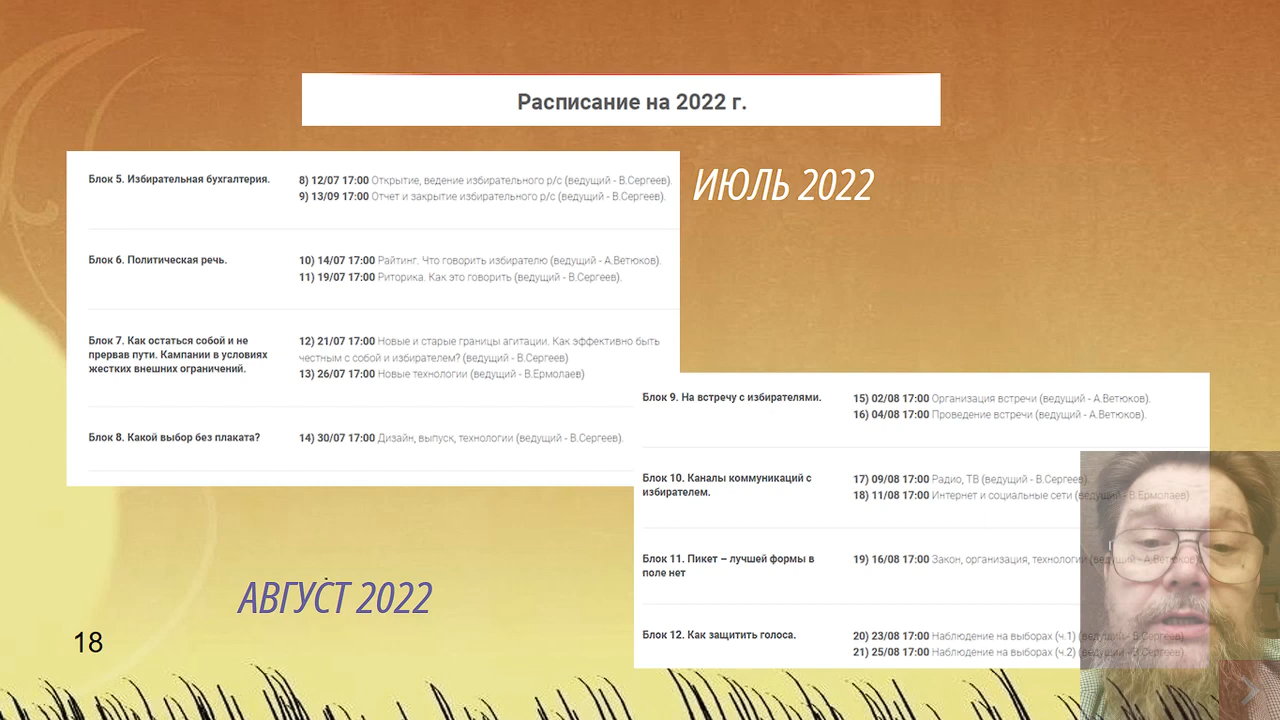 Расписание на 2022 г.
ИЮЛЬ 2022
Блок 5. Избирательная бухгалтерия.
8) 12/07 17:00 Открытие, ведение избирательного р/с (ведущий - В.Сергеев).
9) 13/09 17:00 Отчет и закрытие избирательного р/с (ведущий - В.Сергеев).
Блок 6. Политическая речь.
10) 14/07 17:00 Райтинг. Что говорить избирателю (ведущий - А.Ветюков).
11) 19/07 17:00 Риторика. Как это говорить (ведущий - В.Сергеев).
Блок 7. Как остаться собой и не
прервав пути. Кампании в условиях
жестких внешних ограничений.
12) 21/07 17:00 Новые и старые границы агитации. Как эффективно быть
честным с собой и избирателем? (ведущий - В.Сергеев)
13) 26/07 17:00 Новые технологии (ведущий - В.Ермолаев)
Блок 8. Какой выбор без плаката?
14) 30/07 17:00 Дизайн, выпуск, технологии (ведущий - В.Сергеев).
Блок 9. На встречу с избирателями.
15) 02/08 17:00 Организация встречи (ведущий - А.Ветюков).
16) 04/08 17:00 Проведение встречи (ведущий - А.Ветюков).
Блок 10. Каналы коммуникаций с
избирателем.
17) 09/08 17:00 Радио, ТВ (ведущий - В.Сергеев).
18) 11/08 17:00 Интернет и социальные сети (ведущий - В.Ермолаев).
Блок 11. Пикет – лучшей формы в
поле нет
19) 16/08 17:00 Закон, организация, технологии (ведущий - А.Ветюков).
Блок 12. Как защитить голоса.
20) 23/08 17:00 Наблюдение на выборах (ч.1) (ведущий - В.Сергеев).
21) 25/08 17:00 Наблюдение на выборах (ч.2) (ведущий - В.Сергеев).
АВГУСТ 2022
18